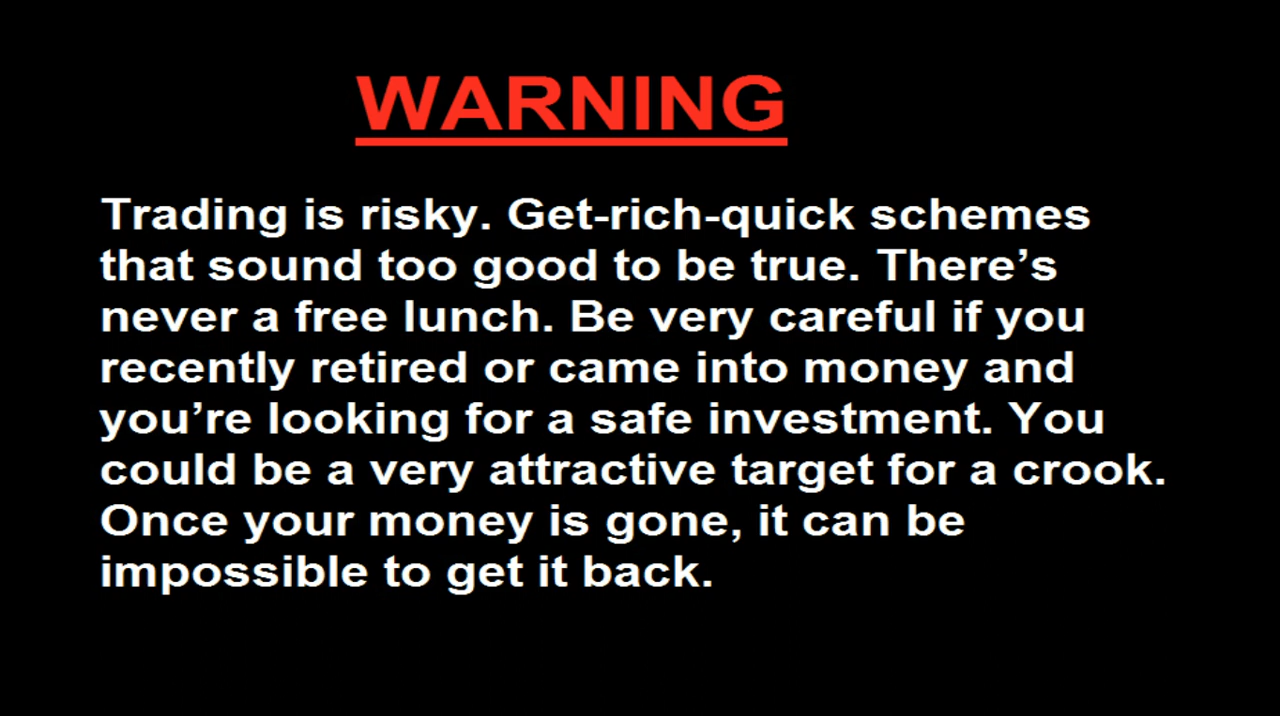 WARNING
Trading is risky. Get-rich-quick schemes
that sound too good to be true. There’s
never a free lunch. Be very careful if you
recently retired or came into money and
you’re looking for a safe investment. You
could be a very attractive target for a crook.
Once your money is gone, it can be
impossible to get it back.